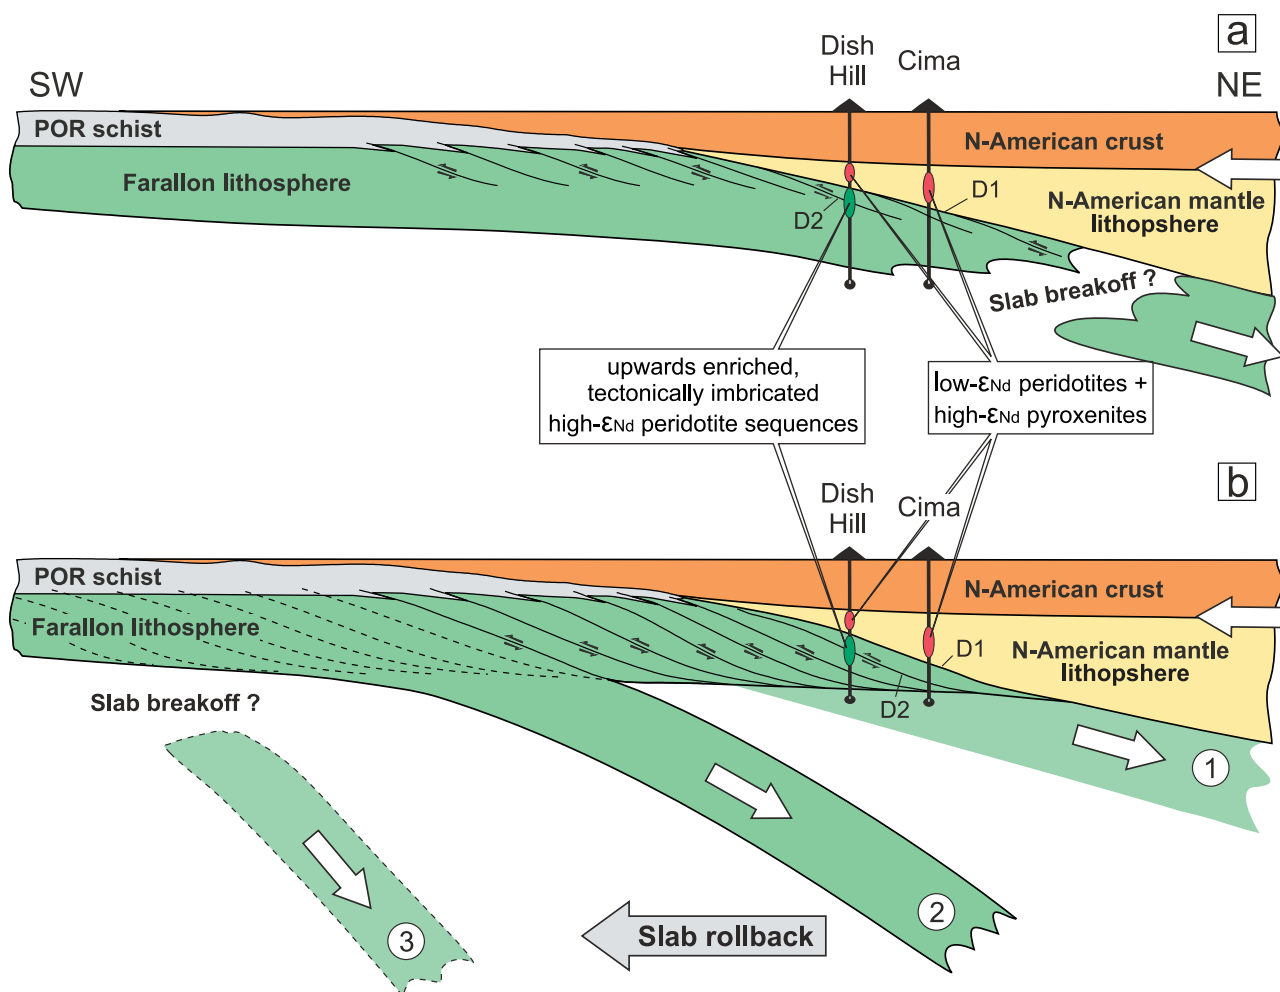 a
Dish
Hill
Cima
SW
NE
POR schist
N-American crust
Farallon lithosphere
D1
N-American mantle
lithopshere
D2
Slab breakoff ?
upwards enriched,
tectonically imbricated
high-εNd peridotite sequences
low-εNd peridotites +
high-εNd pyroxenites
b
Dish
Hill
Cima
POR schist
N-American crust
Farallon lithosphere
D1
N-American mantle
lithopshere
D2
Slab breakoff ?
1
2
3
Slab rollback